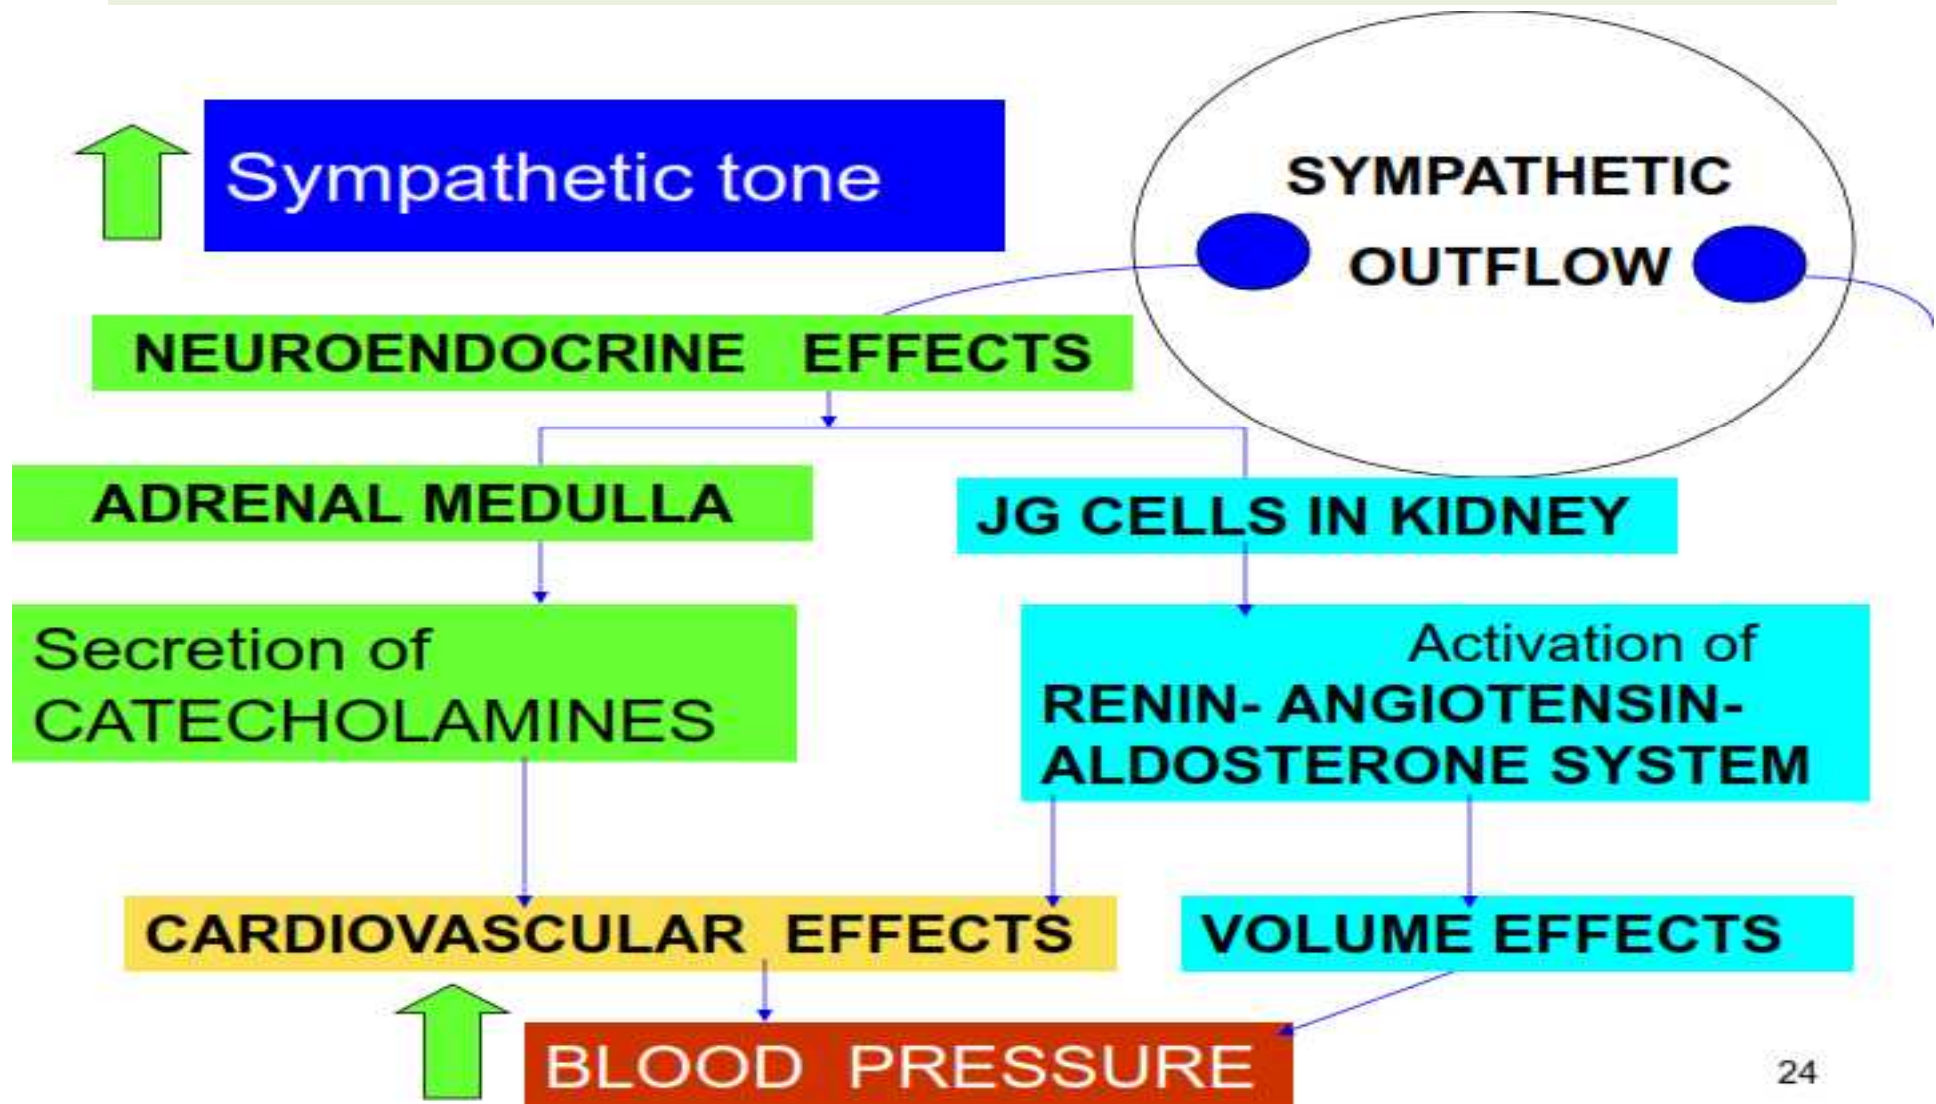 Sympathetic tone
SYMPATHETIC
OUTFLOW
NEUROENDOCRINE EFFECTS
ADRENAL MEDULLA
JG CELLS IN KIDNEY
Secretion of
CATECHOLAMINES
Activation of
RENIN- ANGIOTENSIN-
ALDOSTERONE SYSTEM
CARDIOVASCULAR EFFECTS
VOLUME EFFECTS
BLOOD PRESSURE
24